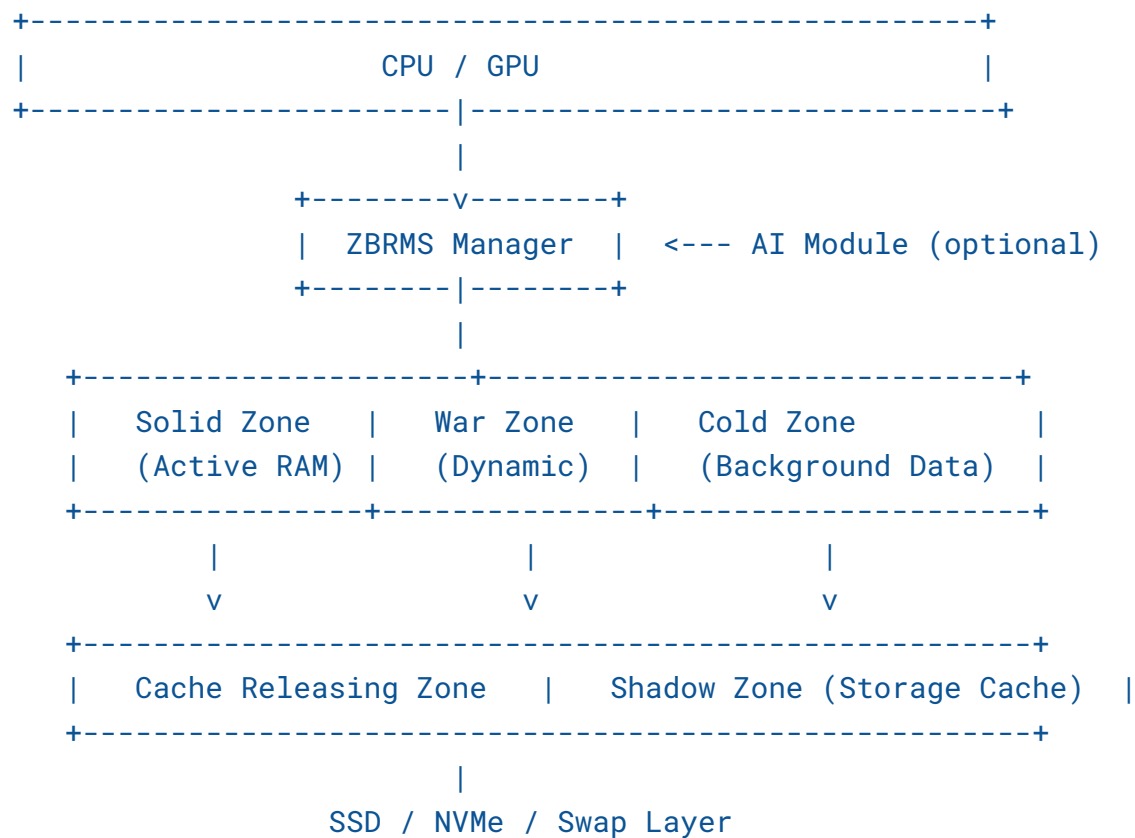 CPU / GPU
ZBRMS Manager <--- AI Module (optional)
Solid Zone | War Zone | Cold Zone
(Active RAM) | (Dynamic) | (Background Data)
Cache Releasing Zone | Shadow Zone (Storage Cache)
SSD / NVMe / Swap Layer